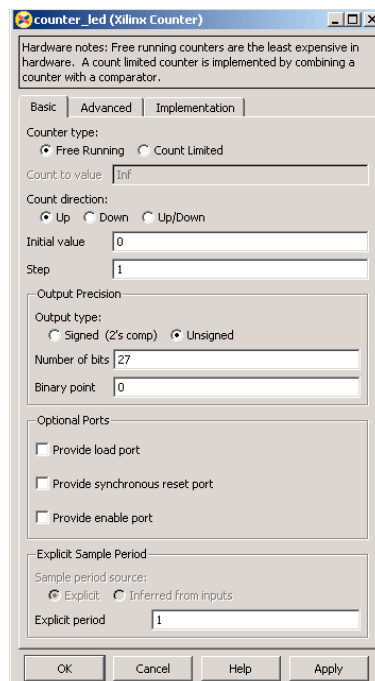 counter_led (Xilinx Counter)
Hardware notes: Free running counters are the least expensive in
hardware. A count limited counter is implemented by combining a
counter with a comparator.
Basic Advanced Implementation
Counter type:
Free Running Count Limited
Count to value Inf
Count direction:
Up Down Up/Down
Initial value 0
Step 1
Output Precision
Output type:
Signed (2's comp) Unsigned
Number of bits 27
Binary point 0
Optional Ports
Provide load port
Provide synchronous reset port
Provide enable port
Explicit Sample Period
Sample period source:
Explicit Inferred from inputs
Explicit period 1
OK Cancel Help Apply